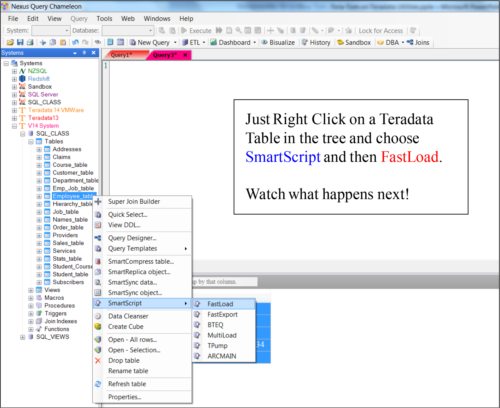 Nexus Query Chameleon
File Edit View Query Tools Windows Help
Execute
Look for Access
System: Database:
New Query ETL Dashboard Bisualize History Sandbox DBA Joins
Systems
Query1* Query3*
1
Systems
NZSQL
Redshift
Sandbox
SQL Server
SQL_CLASS
Teradata 14 VMWare
Teradata13
V14 System
SQL_CLASS
Tables
Addresses
Claims
Course_table
Customer_table
Department_table
Emp_Job_table
Employee_table
Hierarchy_table
Job_table
Names_table
Order_table
Providers
Sales_table
Services
Stats_table
Student_Course
Student_table
Subscribers
Views
Macros
Procedures
Triggers
Join Indexes
Functions
SQL_VIEWS
Just Right Click on a Teradata
Table in the tree and choose
SmartScript and then FastLoad.
Watch what happens next!
Super Join Builder
Quick Select...
View DDL...
Query Designer...
Query Templates
SmartCompress table...
SmartReplica object...
SmartSync data...
SmartSync object...
SmartScript
Data Cleanser
Create Cube
Open - All rows...
Open - Selection...
Drop table
Rename table
Refresh table
Properties...
by that column
FastLoad
FastExport
BTEQ
MultiLoad
TPump
ARCMAIN
34